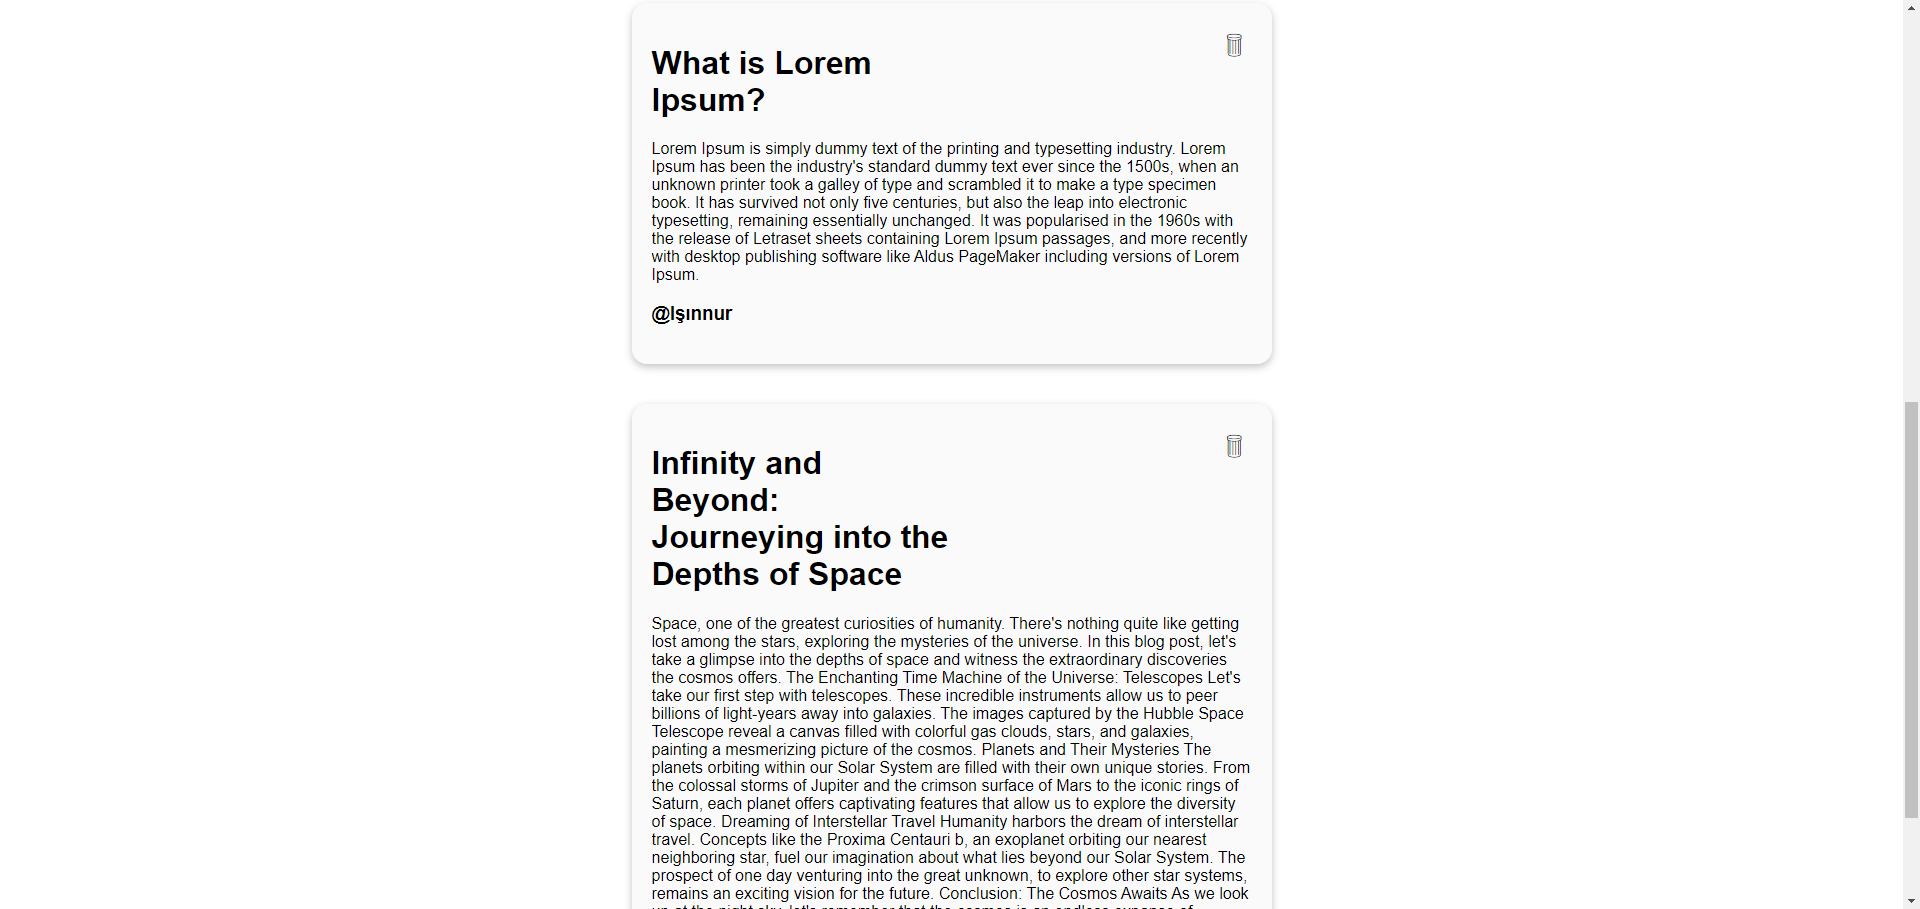 What is Lorem
Ipsum?
Lorem Ipsum is simply dummy text of the printing and typesetting industry. Lorem
Ipsum has been the industry's standard dummy text ever since the 1500s, when an
unknown printer took a galley of type and scrambled it to make a type specimen
book. It has survived not only five centuries, but also the leap into electronic
typesetting, remaining essentially unchanged. It was popularised in the 1960s with
the release of Letraset sheets containing Lorem Ipsum passages, and more recently
with desktop publishing software like Aldus PageMaker including versions of Lorem
Ipsum.
@Işınnur
Infinity and
Beyond:
Journeying into the
Depths of Space
Space, one of the greatest curiosities of humanity. There's nothing quite like getting
lost among the stars, exploring the mysteries of the universe. In this blog post, let's
take a glimpse into the depths of space and witness the extraordinary discoveries
the cosmos offers. The Enchanting Time Machine of the Universe: Telescopes Let's
take our first step with telescopes. These incredible instruments allow us to peer
billions of light-years away into galaxies. The images captured by the Hubble Space
Telescope reveal a canvas filled with colorful gas clouds, stars, and galaxies,
painting a mesmerizing picture of the cosmos. Planets and Their Mysteries The
planets orbiting within our Solar System are filled with their own unique stories. From
the colossal storms of Jupiter and the crimson surface of Mars to the iconic rings of
Saturn, each planet offers captivating features that allow us to explore the diversity
of space. Dreaming of Interstellar Travel Humanity harbors the dream of interstellar
travel. Concepts like the Proxima Centauri b, an exoplanet orbiting our nearest
neighboring star, fuel our imagination about what lies beyond our Solar System. The
prospect of one day venturing into the great unknown, to explore other star systems,
remains an exciting vision for the future. Conclusion: The Cosmos Awaits As we look